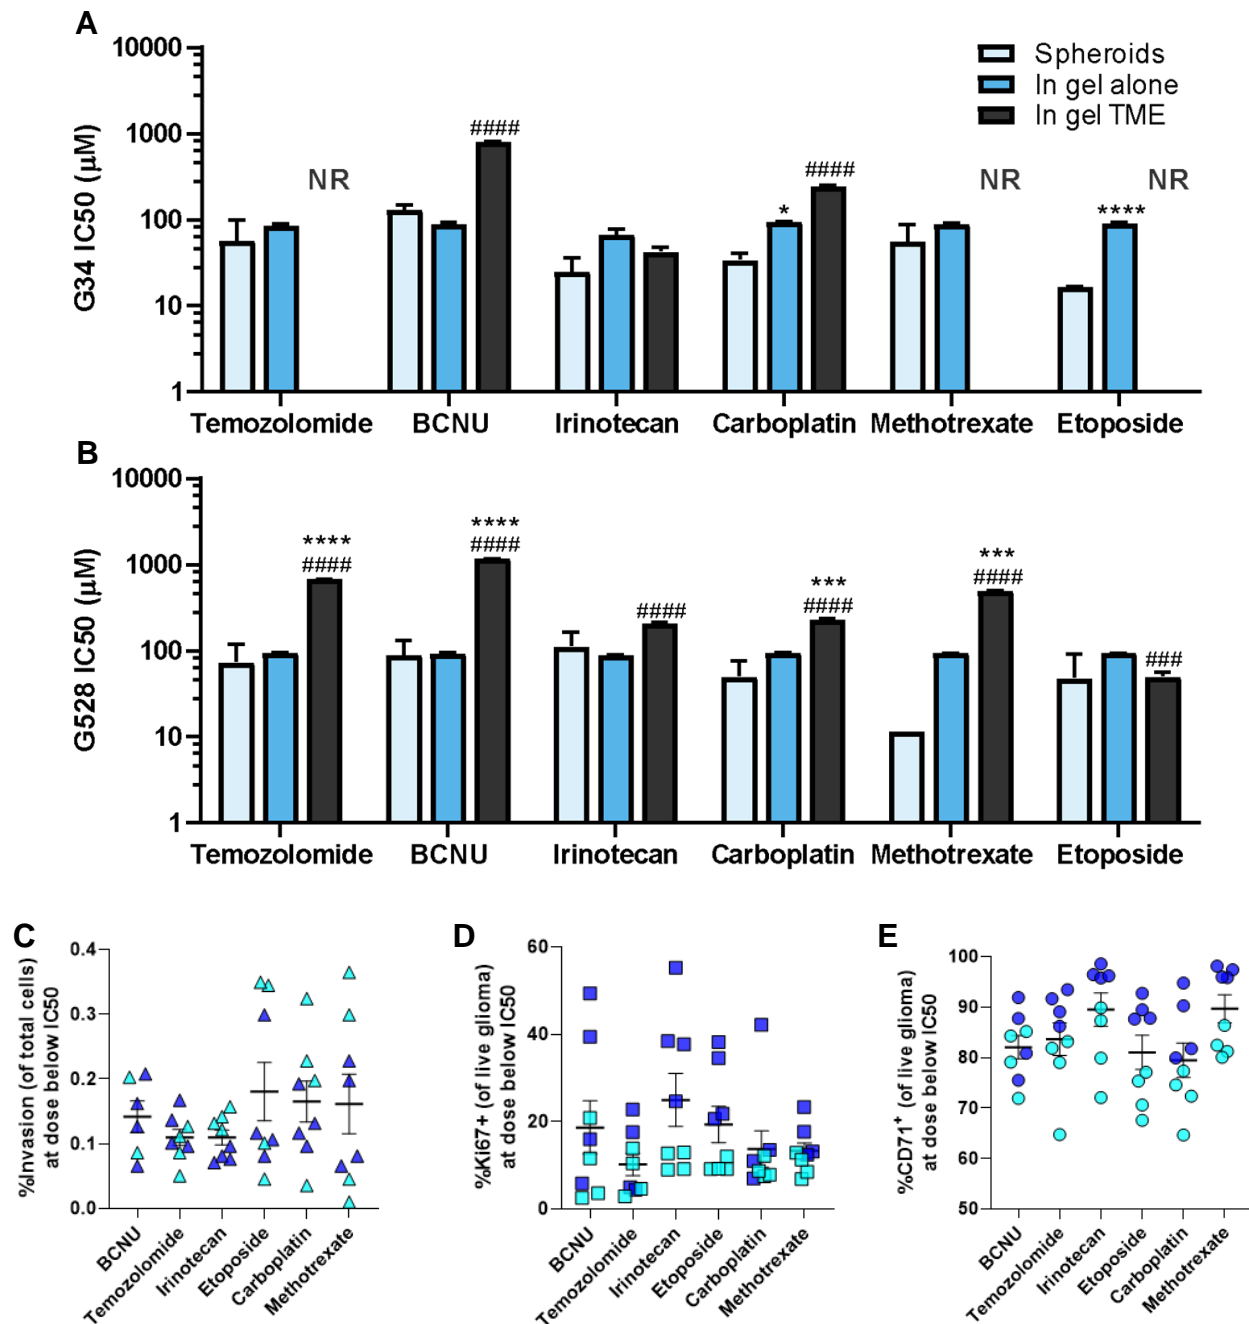 A
G34 IC50 (μM)
10000
1000
100
10
1
Spheroids
In gel alone
In gel TME
NR
####
*
####
NR
****
NR
Temozolomide BCNU Irinotecan Carboplatin Methotrexate Etoposide
B
G528 IC50 (μM)
10000
1000
100
10
1
****
####
****
####
####
***
####
***
####
###
Temozolomide BCNU Irinotecan Carboplatin Methotrexate Etoposide
C
%Invasion (of total cells)
at dose below IC50
0.4
0.3
0.2
0.1
0.0
BCNU
Temozolomide
Irinotecan
Etoposide
Carboplatin
Methotrexate
D
%Ki67+ (of live glioma)
at dose below IC50
60
40
20
0
BCNU
Temozolomide
Irinotecan
Etoposide
Carboplatin
Methotrexate
E
%CD71+ (of live glioma)
at dose below IC50
100
90
80
70
60
50
BCNU
Temozolomide
Irinotecan
Etoposide
Carboplatin
Methotrexate